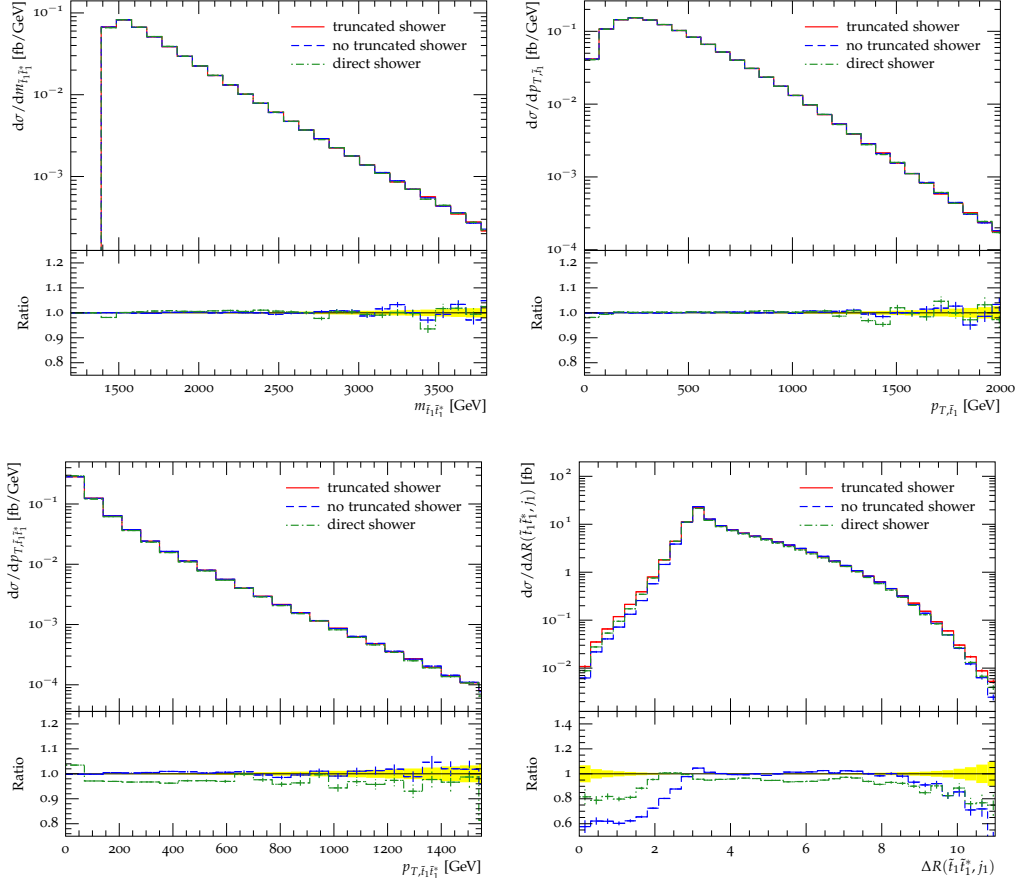 truncated shower
no truncated shower
direct shower
10⁻¹
10⁻²
10⁻³
dσ/dm_{t̃₁t̃₁*} [fb/GeV]
1.2
1.1
1.0
0.9
0.8
Ratio
1500 2000 2500 3000 3500
m_{t̃₁t̃₁*} [GeV]
truncated shower
no truncated shower
direct shower
10⁻¹
10⁻²
10⁻³
10⁻⁴
dσ/dp_{T,t̃₁} [fb/GeV]
1.2
1.1
1.0
0.9
0.8
Ratio
0 500 1000 1500 2000
p_{T,t̃₁} [GeV]
truncated shower
no truncated shower
direct shower
10⁻¹
10⁻²
10⁻³
10⁻⁴
dσ/dp_{T,t̃₁t̃₁*} [fb/GeV]
1.2
1.1
1.0
0.9
0.8
Ratio
0 200 400 600 800 1000 1200 1400
p_{T,t̃₁t̃₁*} [GeV]
truncated shower
no truncated shower
direct shower
10²
10¹
1
10⁻¹
10⁻²
dσ/dΔR(t̃₁t̃₁*, j₁) [fb]
1.4
1.2
1
0.8
0.6
Ratio
0 2 4 6 8 10
ΔR(t̃₁t̃₁*, j₁)